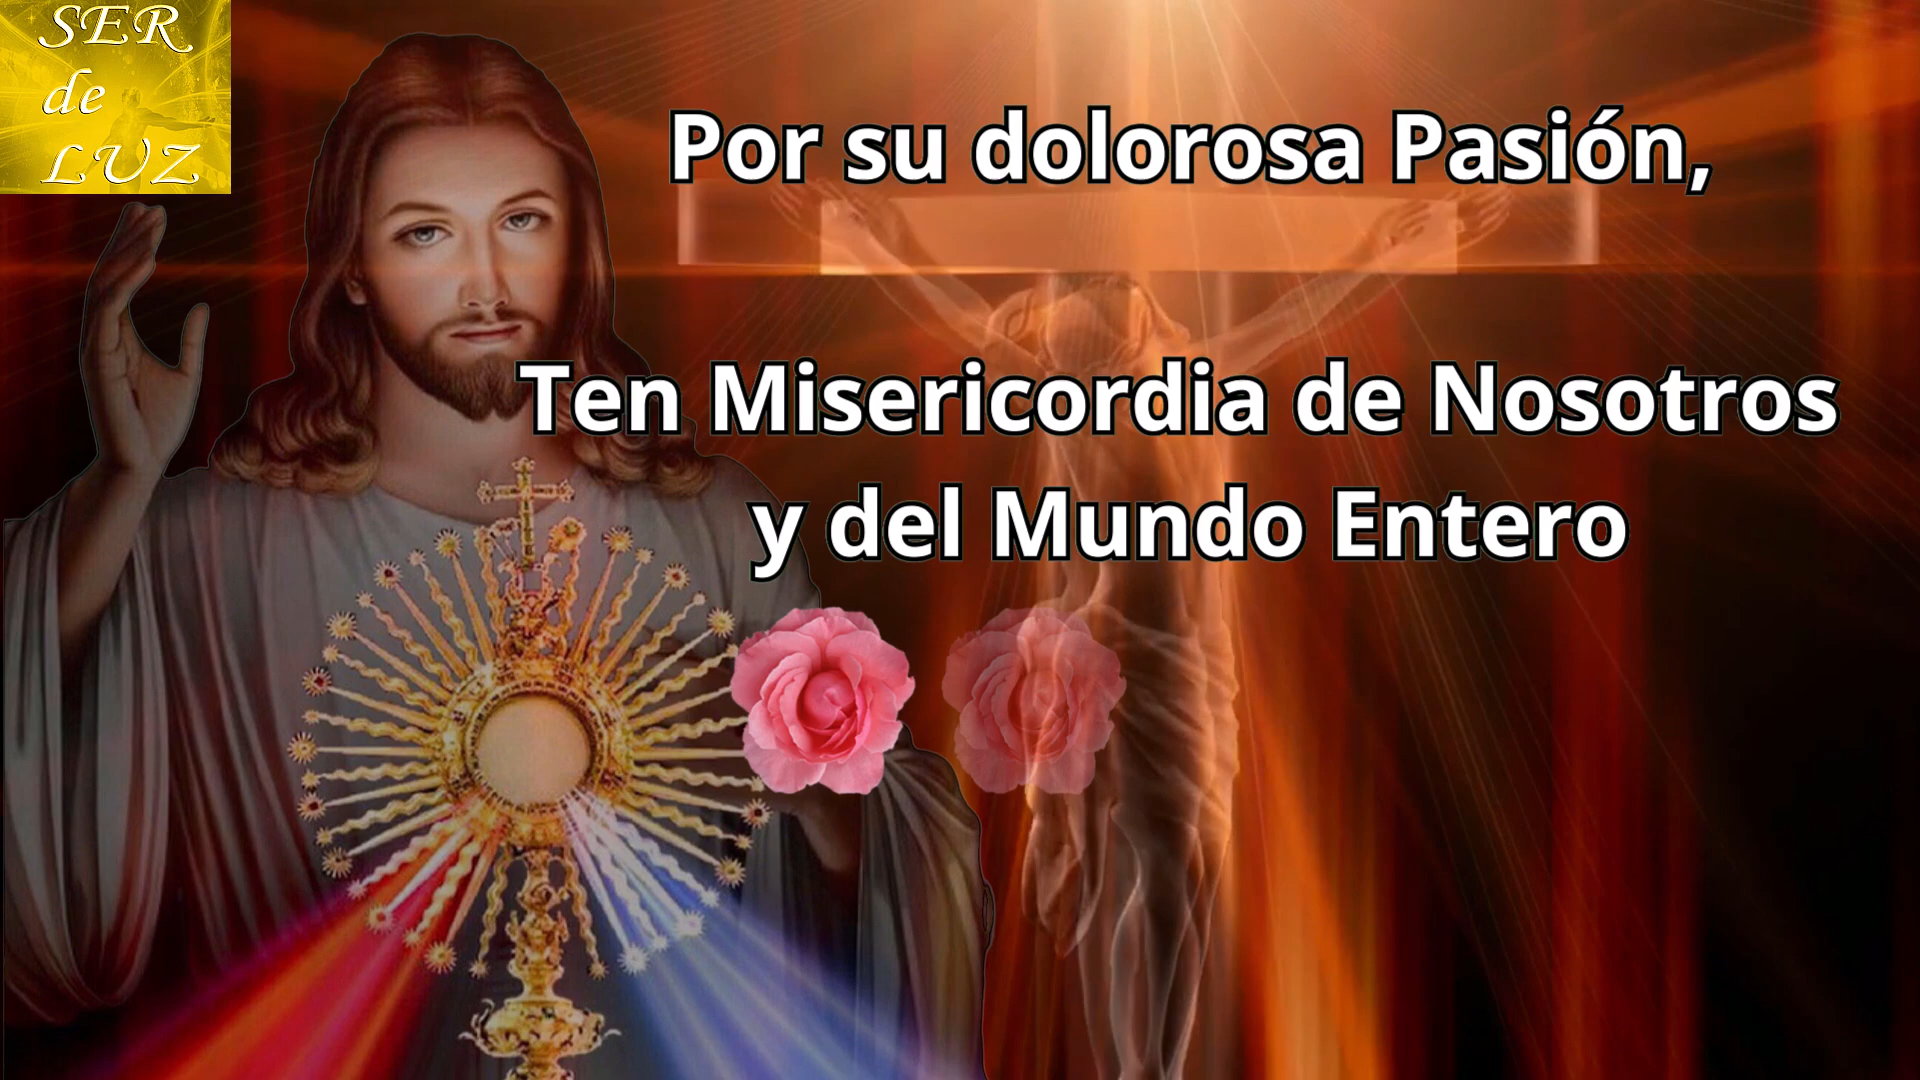 SER
de
LUZ
Por su dolorosa Pasión,
Ten Misericordia de Nosotros
y del Mundo Entero